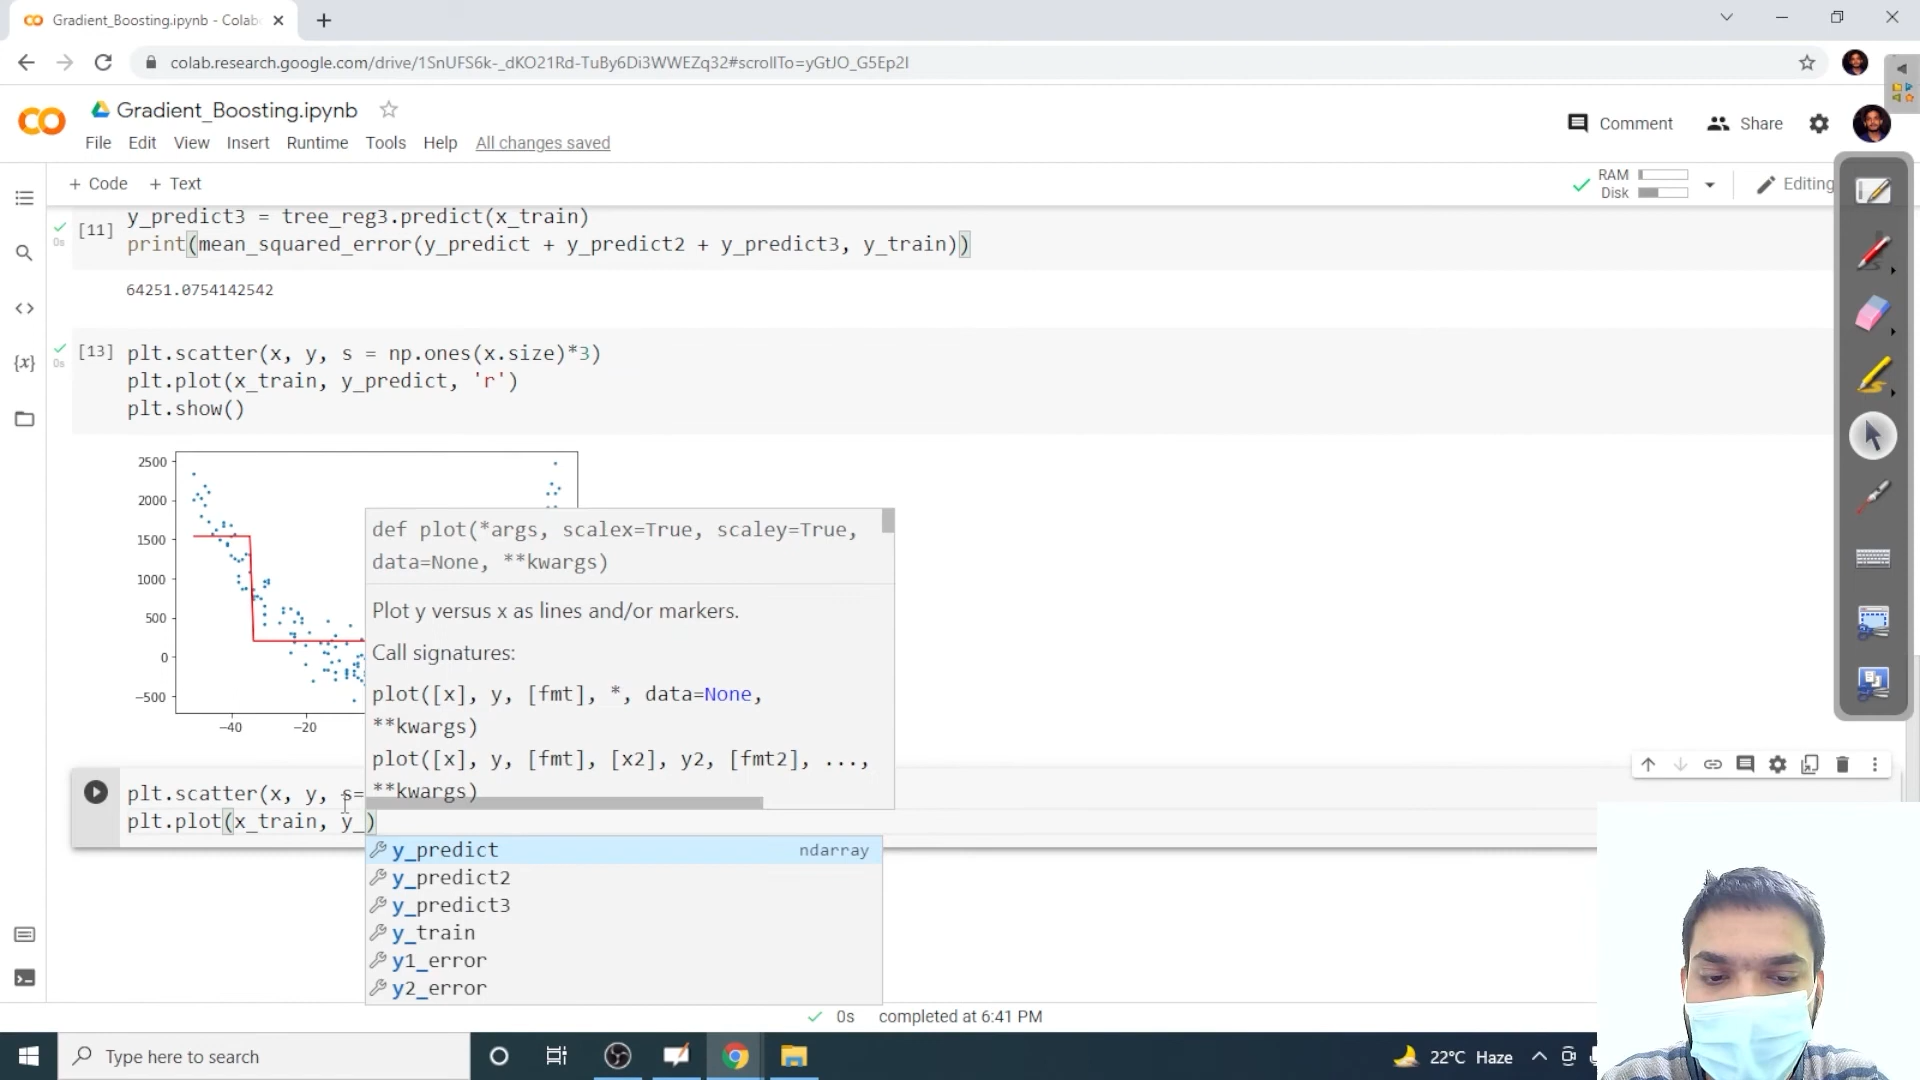 Gradient_Boosting.ipynb - Colab
colab.research.google.com/drive/1SnUFS6k-_dKO21Rd-TuBy6Di3WWEZq32#scrollTo=yGtJO_G5Ep2I
Gradient_Boosting.ipynb
File Edit View Insert Runtime Tools Help All changes saved
Comment Share
+ Code + Text
RAM
Disk
Editing
[11]
0s
y_predict3 = tree_reg3.predict(x_train)
print(mean_squared_error(y_predict + y_predict2 + y_predict3, y_train))
64251.0754142542
[13]
0s
plt.scatter(x, y, s = np.ones(x.size)*3)
plt.plot(x_train, y_predict, 'r')
plt.show()
2500
2000
1500
1000
500
0
−500
−40 −20
def plot(*args, scalex=True, scaley=True,
data=None, **kwargs)
Plot y versus x as lines and/or markers.
Call signatures:
plot([x], y, [fmt], *, data=None,
**kwargs)
plot([x], y, [fmt], [x2], y2, [fmt2], ...,
**kwargs)
plt.scatter(x, y, s=
plt.plot(x_train, y_)
y_predict ndarray
y_predict2
y_predict3
y_train
y1_error
y2_error
0s completed at 6:41 PM
Type here to search
22°C Haze